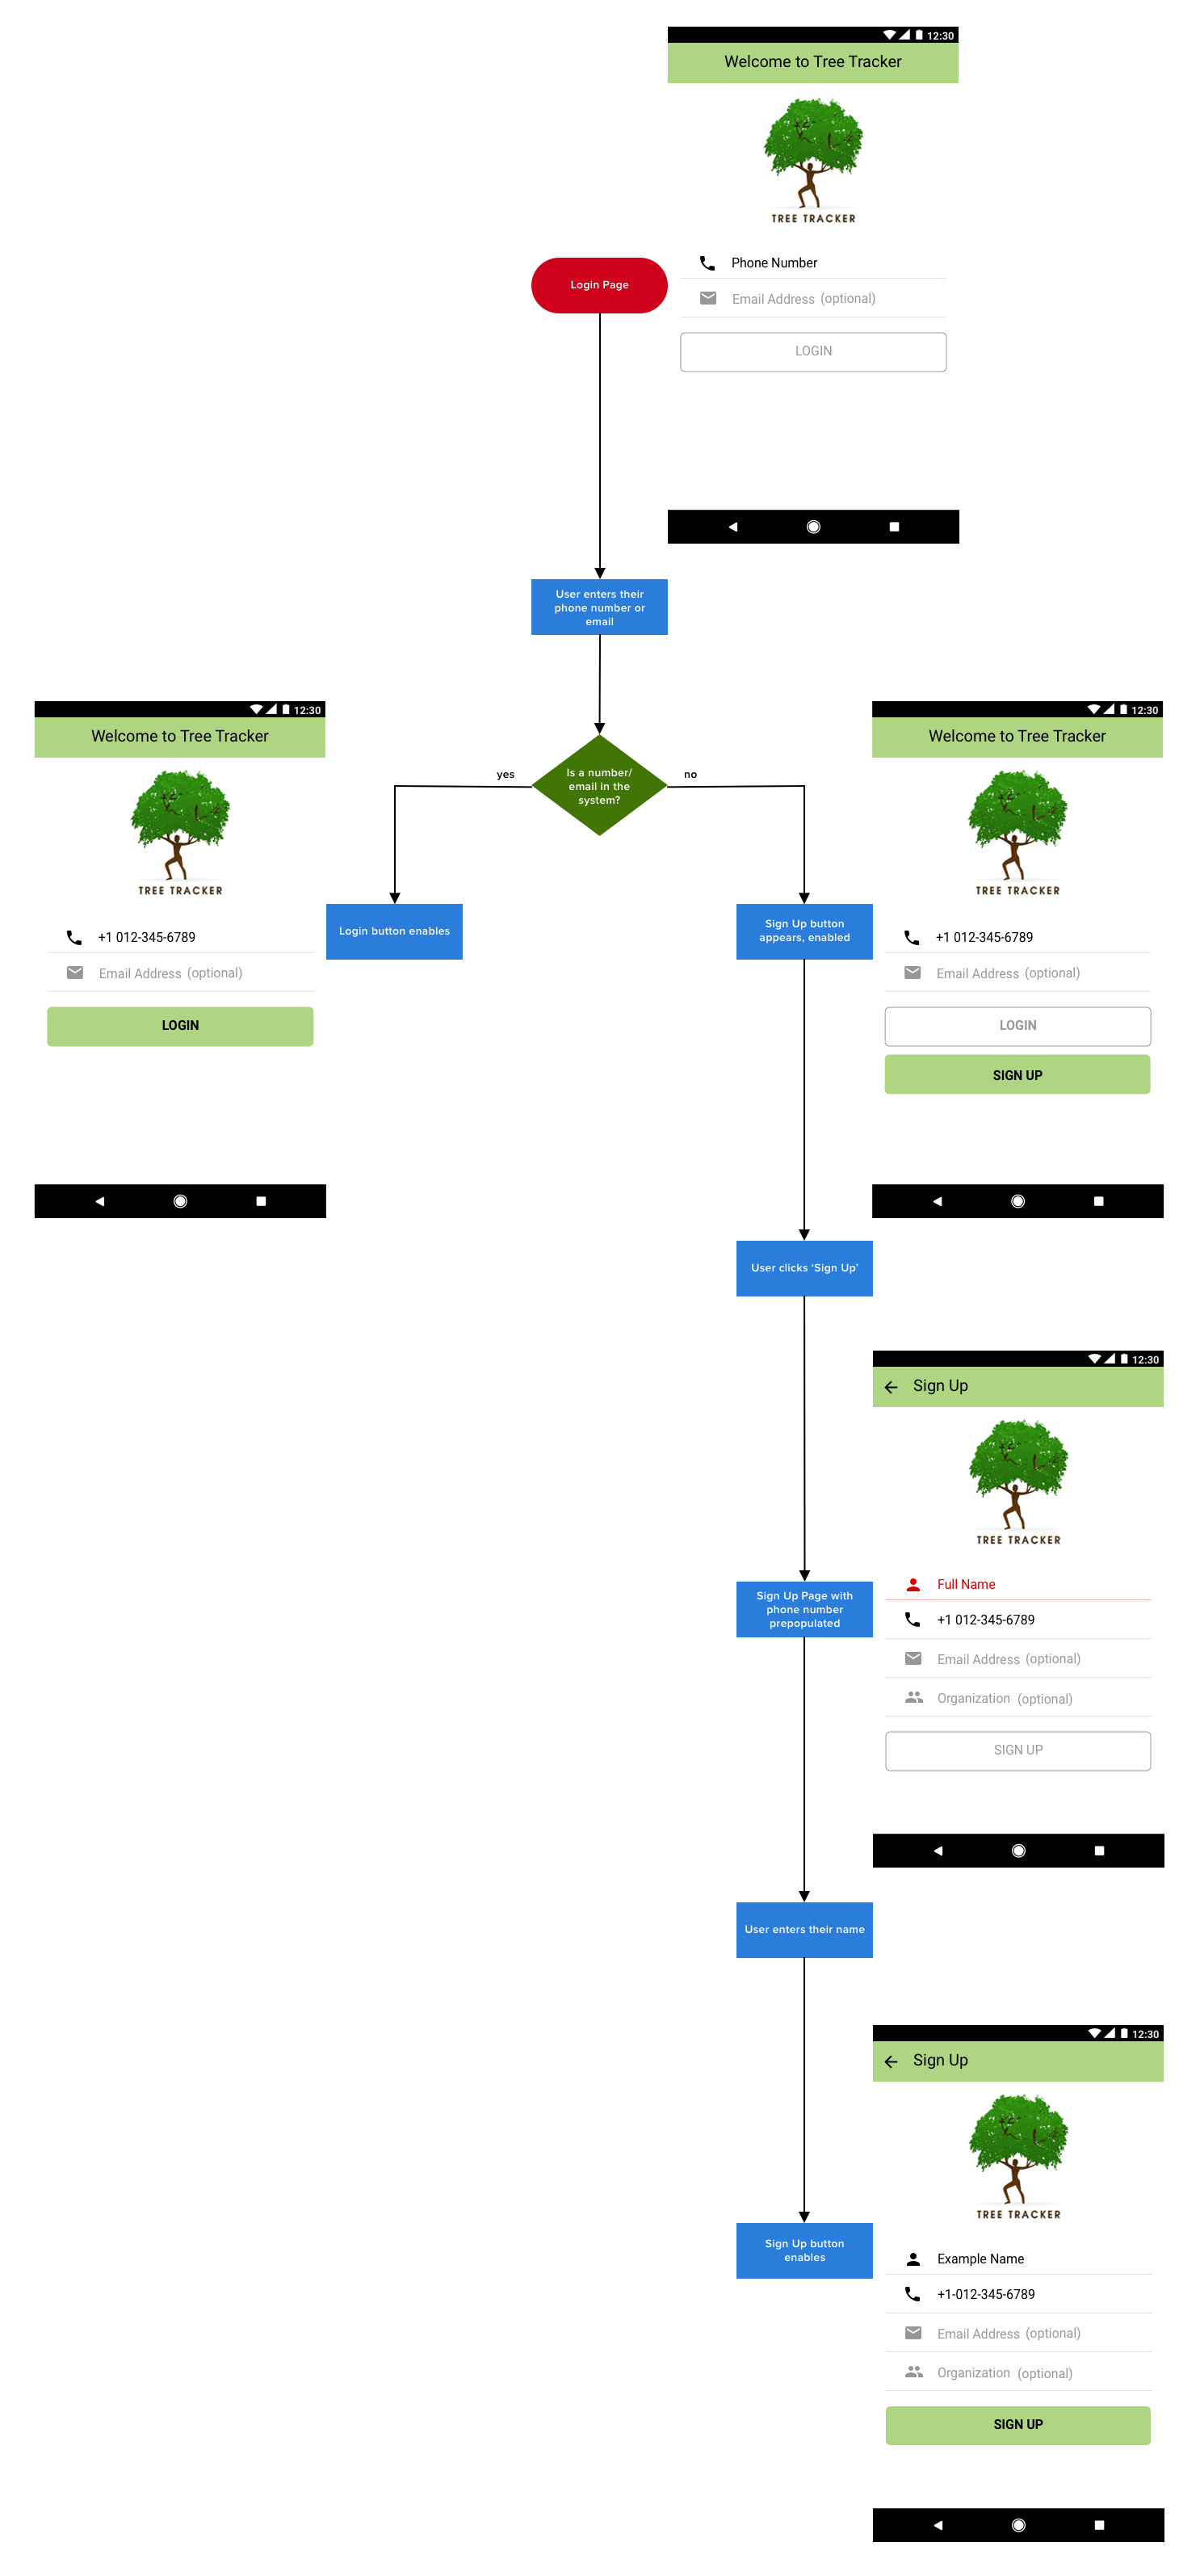 12:30
Welcome to Tree Tracker
TREE TRACKER
Phone Number
Email Address (optional)
LOGIN
Login Page
User enters their
phone number or
email
Is a number/
email in the
system?
yes
no
12:30
Welcome to Tree Tracker
TREE TRACKER
+1 012-345-6789
Email Address (optional)
LOGIN
Login button enables
Sign Up button
appears, enabled
12:30
Welcome to Tree Tracker
TREE TRACKER
+1 012-345-6789
Email Address (optional)
LOGIN
SIGN UP
User clicks ‘Sign Up’
12:30
Sign Up
TREE TRACKER
Full Name
+1 012-345-6789
Email Address (optional)
Organization (optional)
SIGN UP
Sign Up Page with
phone number
prepopulated
User enters their name
12:30
Sign Up
TREE TRACKER
Example Name
+1-012-345-6789
Email Address (optional)
Organization (optional)
SIGN UP
Sign Up button
enables